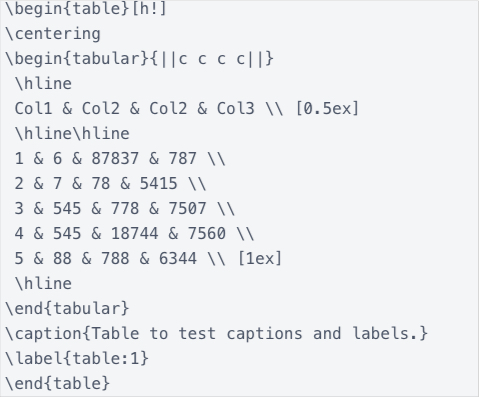 \begin{table}[h!]
\centering
\begin{tabular}{||c c c c||}
 \hline
 Col1 & Col2 & Col2 & Col3 \\ [0.5ex]
 \hline\hline
 1 & 6 & 87837 & 787 \\
 2 & 7 & 78 & 5415 \\
 3 & 545 & 778 & 7507 \\
 4 & 545 & 18744 & 7560 \\
 5 & 88 & 788 & 6344 \\ [1ex]
 \hline
\end{tabular}
\caption{Table to test captions and labels.}
\label{table:1}
\end{table}